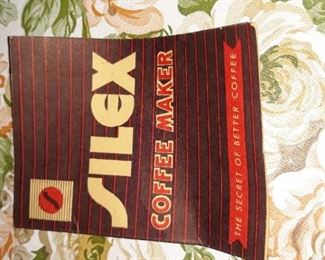 SILEX
COFFEE MAKER
THE SECRET OF BETTER COFFEE